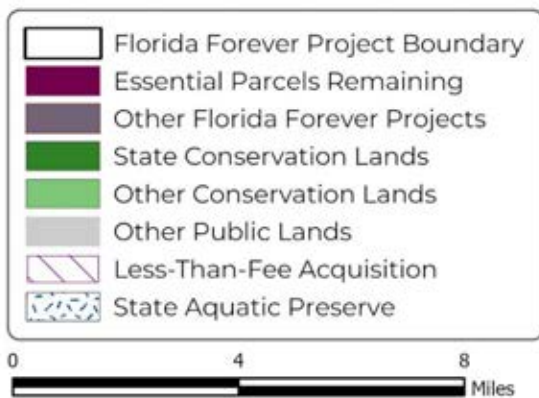 Florida Forever Project Boundary
Essential Parcels Remaining
Other Florida Forever Projects
State Conservation Lands
Other Conservation Lands
Other Public Lands
Less-Than-Fee Acquisition
State Aquatic Preserve
0 4 8
Miles